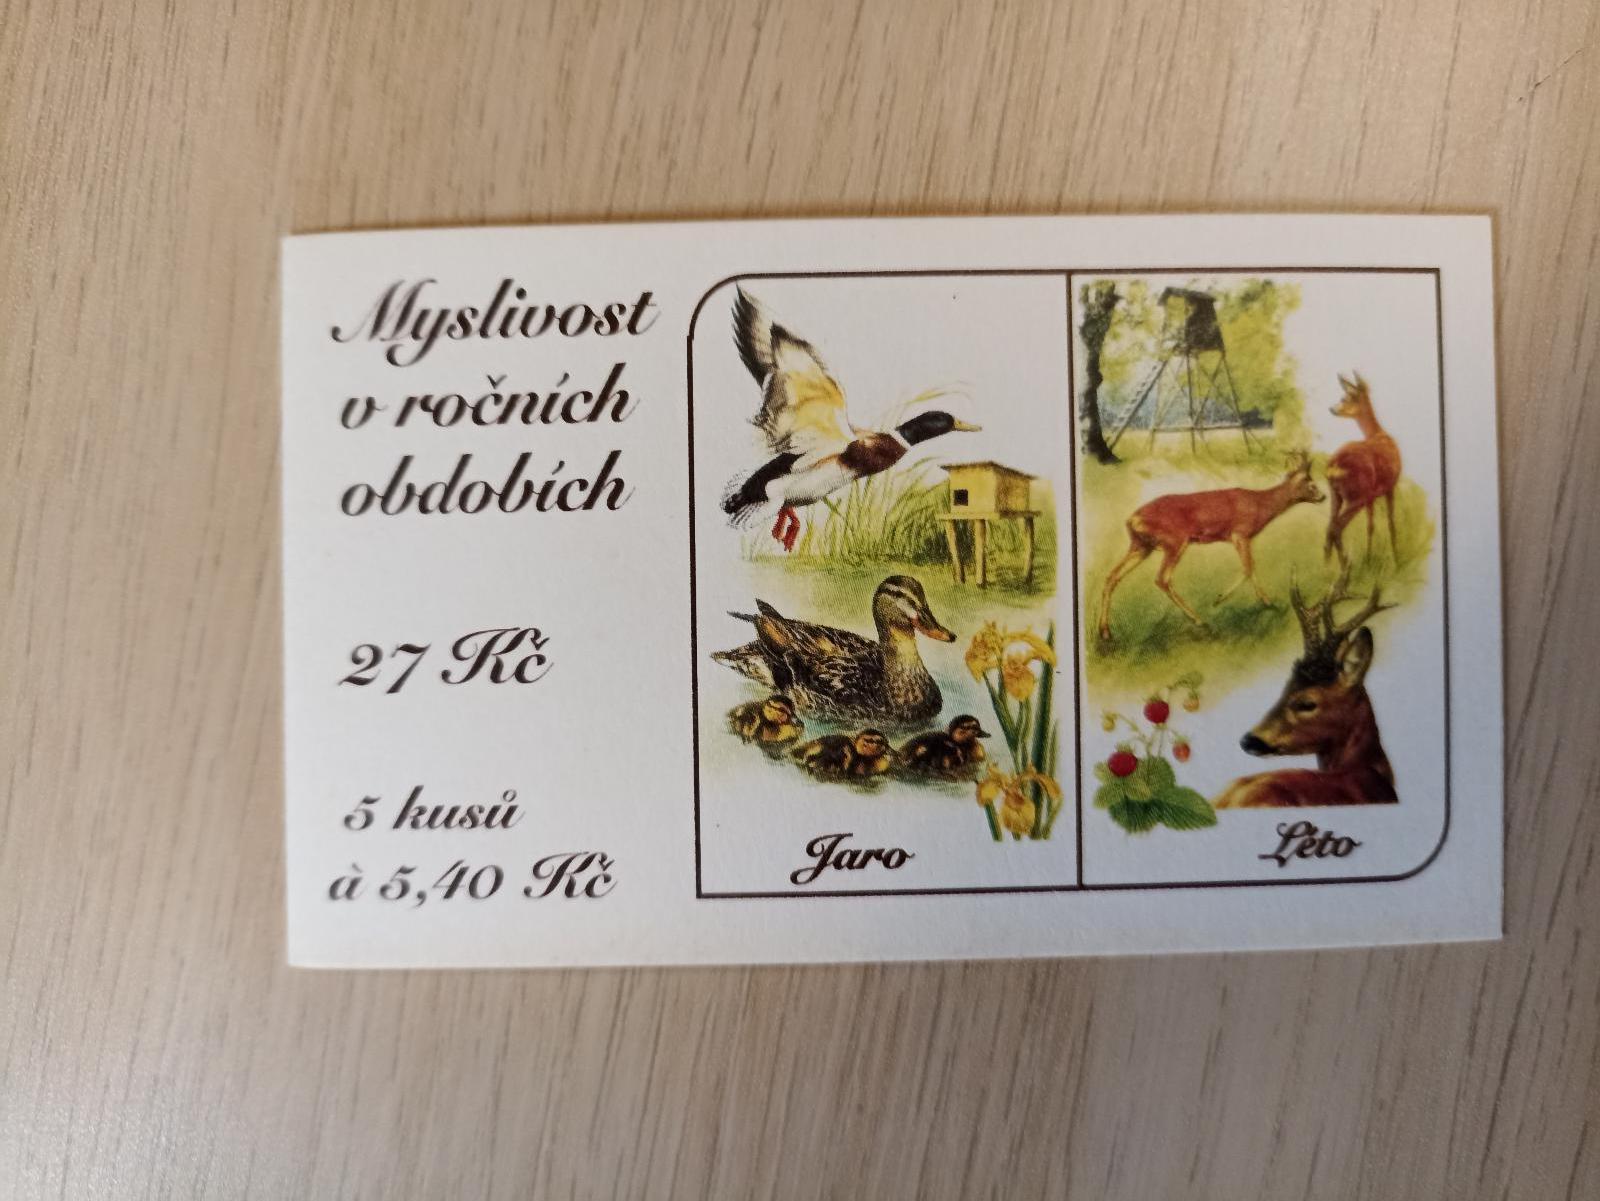 Myslivost
v ročních
obdobích
27 Kč
5 kusů
à 5,40 Kč
Jaro
Léto